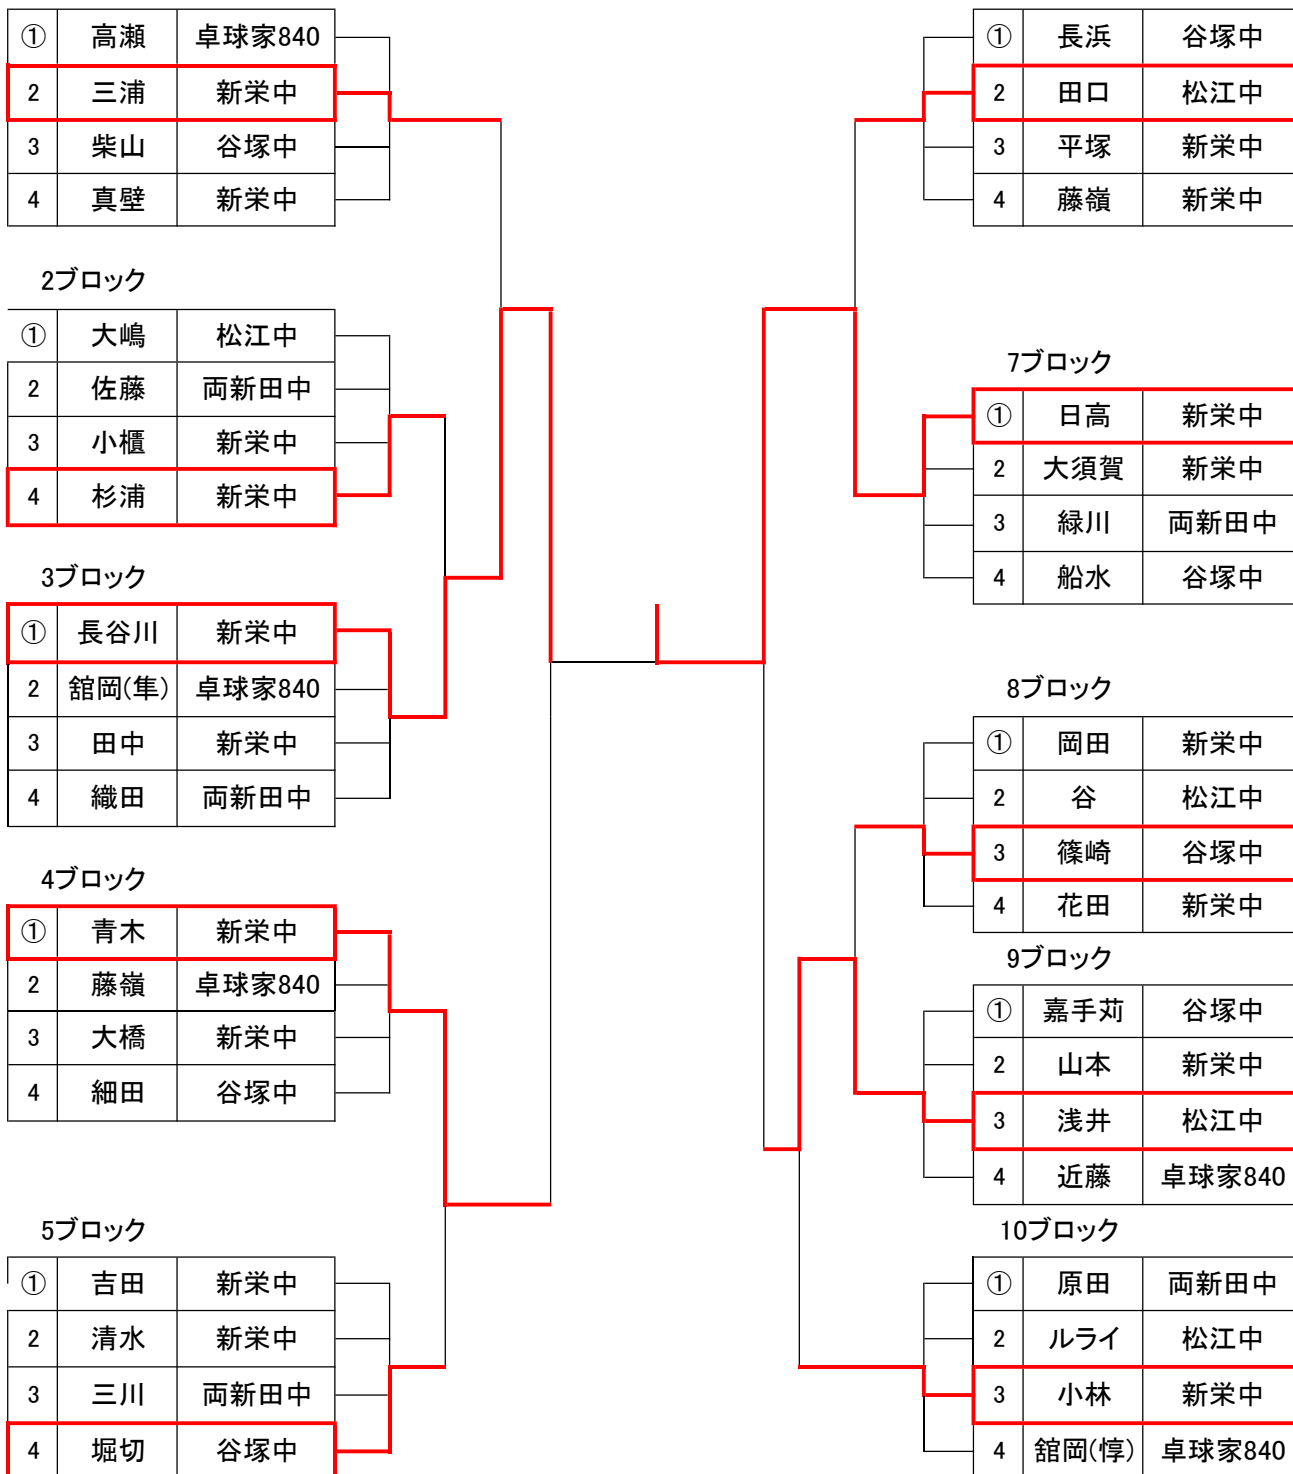 ① 高瀬 卓球家840
2 三浦 新栄中
3 柴山 谷塚中
4 真壁 新栄中
2ブロック
① 大嶋 松江中
2 佐藤 両新田中
3 小櫃 新栄中
4 杉浦 新栄中
3ブロック
① 長谷川 新栄中
2 舘岡(隼) 卓球家840
3 田中 新栄中
4 織田 両新田中
4ブロック
① 青木 新栄中
2 藤嶺 卓球家840
3 大橋 新栄中
4 細田 谷塚中
5ブロック
① 吉田 新栄中
2 清水 新栄中
3 三川 両新田中
4 堀切 谷塚中
① 長浜 谷塚中
2 田口 松江中
3 平塚 新栄中
4 藤嶺 新栄中
7ブロック
① 日高 新栄中
2 大須賀 新栄中
3 緑川 両新田中
4 船水 谷塚中
8ブロック
① 岡田 新栄中
2 谷 松江中
3 篠崎 谷塚中
4 花田 新栄中
9ブロック
① 嘉手苅 谷塚中
2 山本 新栄中
3 浅井 松江中
4 近藤 卓球家840
10ブロック
① 原田 両新田中
2 ルライ 松江中
3 小林 新栄中
4 舘岡(惇) 卓球家840